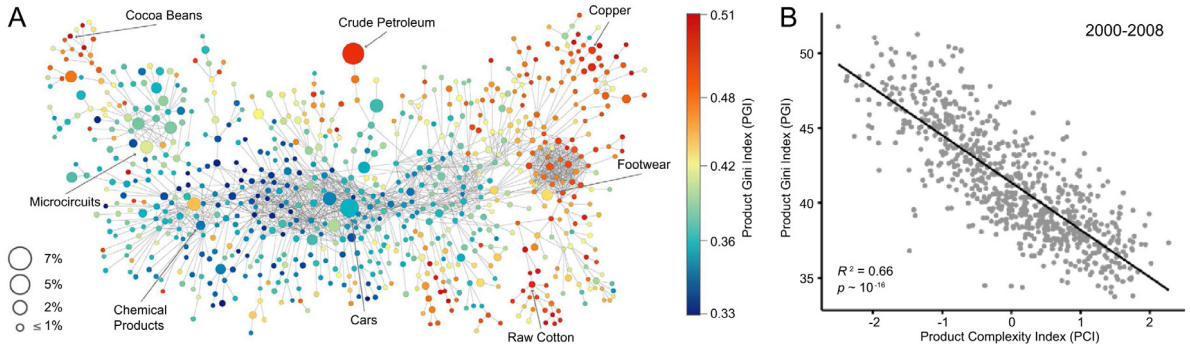 A
Cocoa Beans
Crude Petroleum
Copper
Microcircuits
Footwear
Chemical
Products
Cars
Raw Cotton
7%
5%
2%
≤ 1%
0.51
0.48
0.42
0.36
0.33
Product Gini Index (PGI)
B
2000-2008
Product Gini Index (PGI)
50
45
40
35
R² = 0.66
p ~ 10⁻¹⁶
-2
-1
0
1
2
Product Complexity Index (PCI)